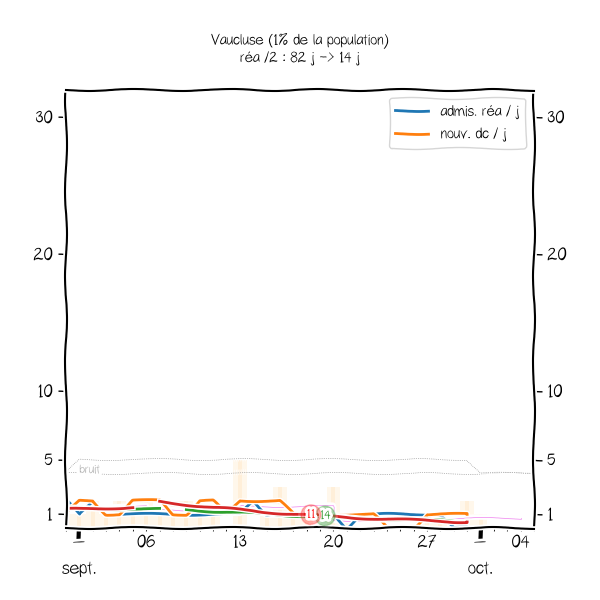 Vaucluse (1% de la population)
réa /2 : 82 j -> 14 j
admis. réa / j
nouv. dc / j
30
30
20
20
10
10
5
5
bruit
1
1
11
14
06
13
20
27
04
sept.
oct.